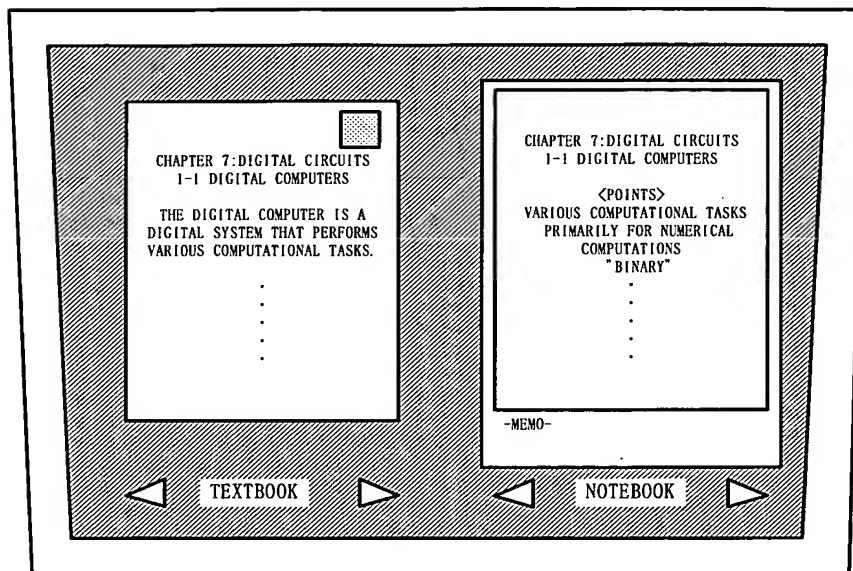 CHAPTER 7:DIGITAL CIRCUITS
1-1 DIGITAL COMPUTERS
THE DIGITAL COMPUTER IS A
DIGITAL SYSTEM THAT PERFORMS
VARIOUS COMPUTATIONAL TASKS.
TEXTBOOK
CHAPTER 7:DIGITAL CIRCUITS
1-1 DIGITAL COMPUTERS
<POINTS>
VARIOUS COMPUTATIONAL TASKS
PRIMARILY FOR NUMERICAL
COMPUTATIONS
"BINARY"
-MEMO-
NOTEBOOK